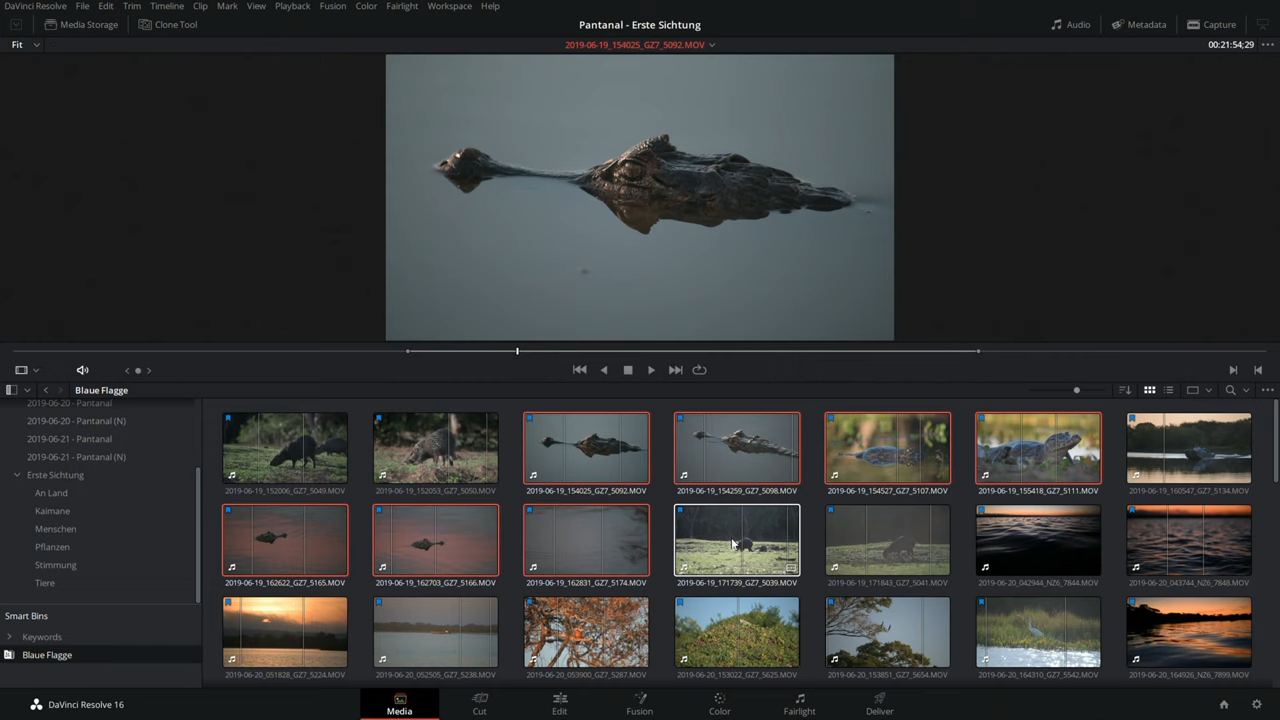 DaVinci Resolve File Edit Trim Timeline Clip Mark View Playback Fusion Color Fairlight Workspace Help
Media Storage Clone Tool Pantanal - Erste Sichtung Audio Metadata Capture
Fit 2019-06-19_154025_GZ7_5092.MOV 00:21:54;29
Blaue Flagge
2019-06-20 - Pantanal
2019-06-20 - Pantanal (N)
2019-06-21 - Pantanal
2019-06-21 - Pantanal (N)
Erste Sichtung
An Land
Kaimane
Menschen
Pflanzen
Stimmung
Tiere
Smart Bins
Keywords
Blaue Flagge
2019-06-19_152006_GZ7_5049.MOV 2019-06-19_152053_GZ7_5050.MOV 2019-06-19_154025_GZ7_5092.MOV 2019-06-19_154259_GZ7_5098.MOV 2019-06-19_154527_GZ7_5107.MOV 2019-06-19_155418_GZ7_5111.MOV 2019-06-19_160547_GZ7_5134.MOV
2019-06-19_162622_GZ7_5165.MOV 2019-06-19_162703_GZ7_5166.MOV 2019-06-19_162831_GZ7_5174.MOV 2019-06-19_171739_GZ7_5039.MOV 2019-06-19_171843_GZ7_5041.MOV 2019-06-20_042944_NZ6_7844.MOV 2019-06-20_043744_NZ6_7848.MOV
2019-06-20_051828_GZ7_5224.MOV 2019-06-20_052505_GZ7_5238.MOV 2019-06-20_053900_GZ7_5287.MOV 2019-06-20_153022_GZ7_5625.MOV 2019-06-20_153851_GZ7_5654.MOV 2019-06-20_164310_GZ7_5542.MOV 2019-06-20_164926_NZ6_7899.MOV
DaVinci Resolve 16 Media Cut Edit Fusion Color Fairlight Deliver